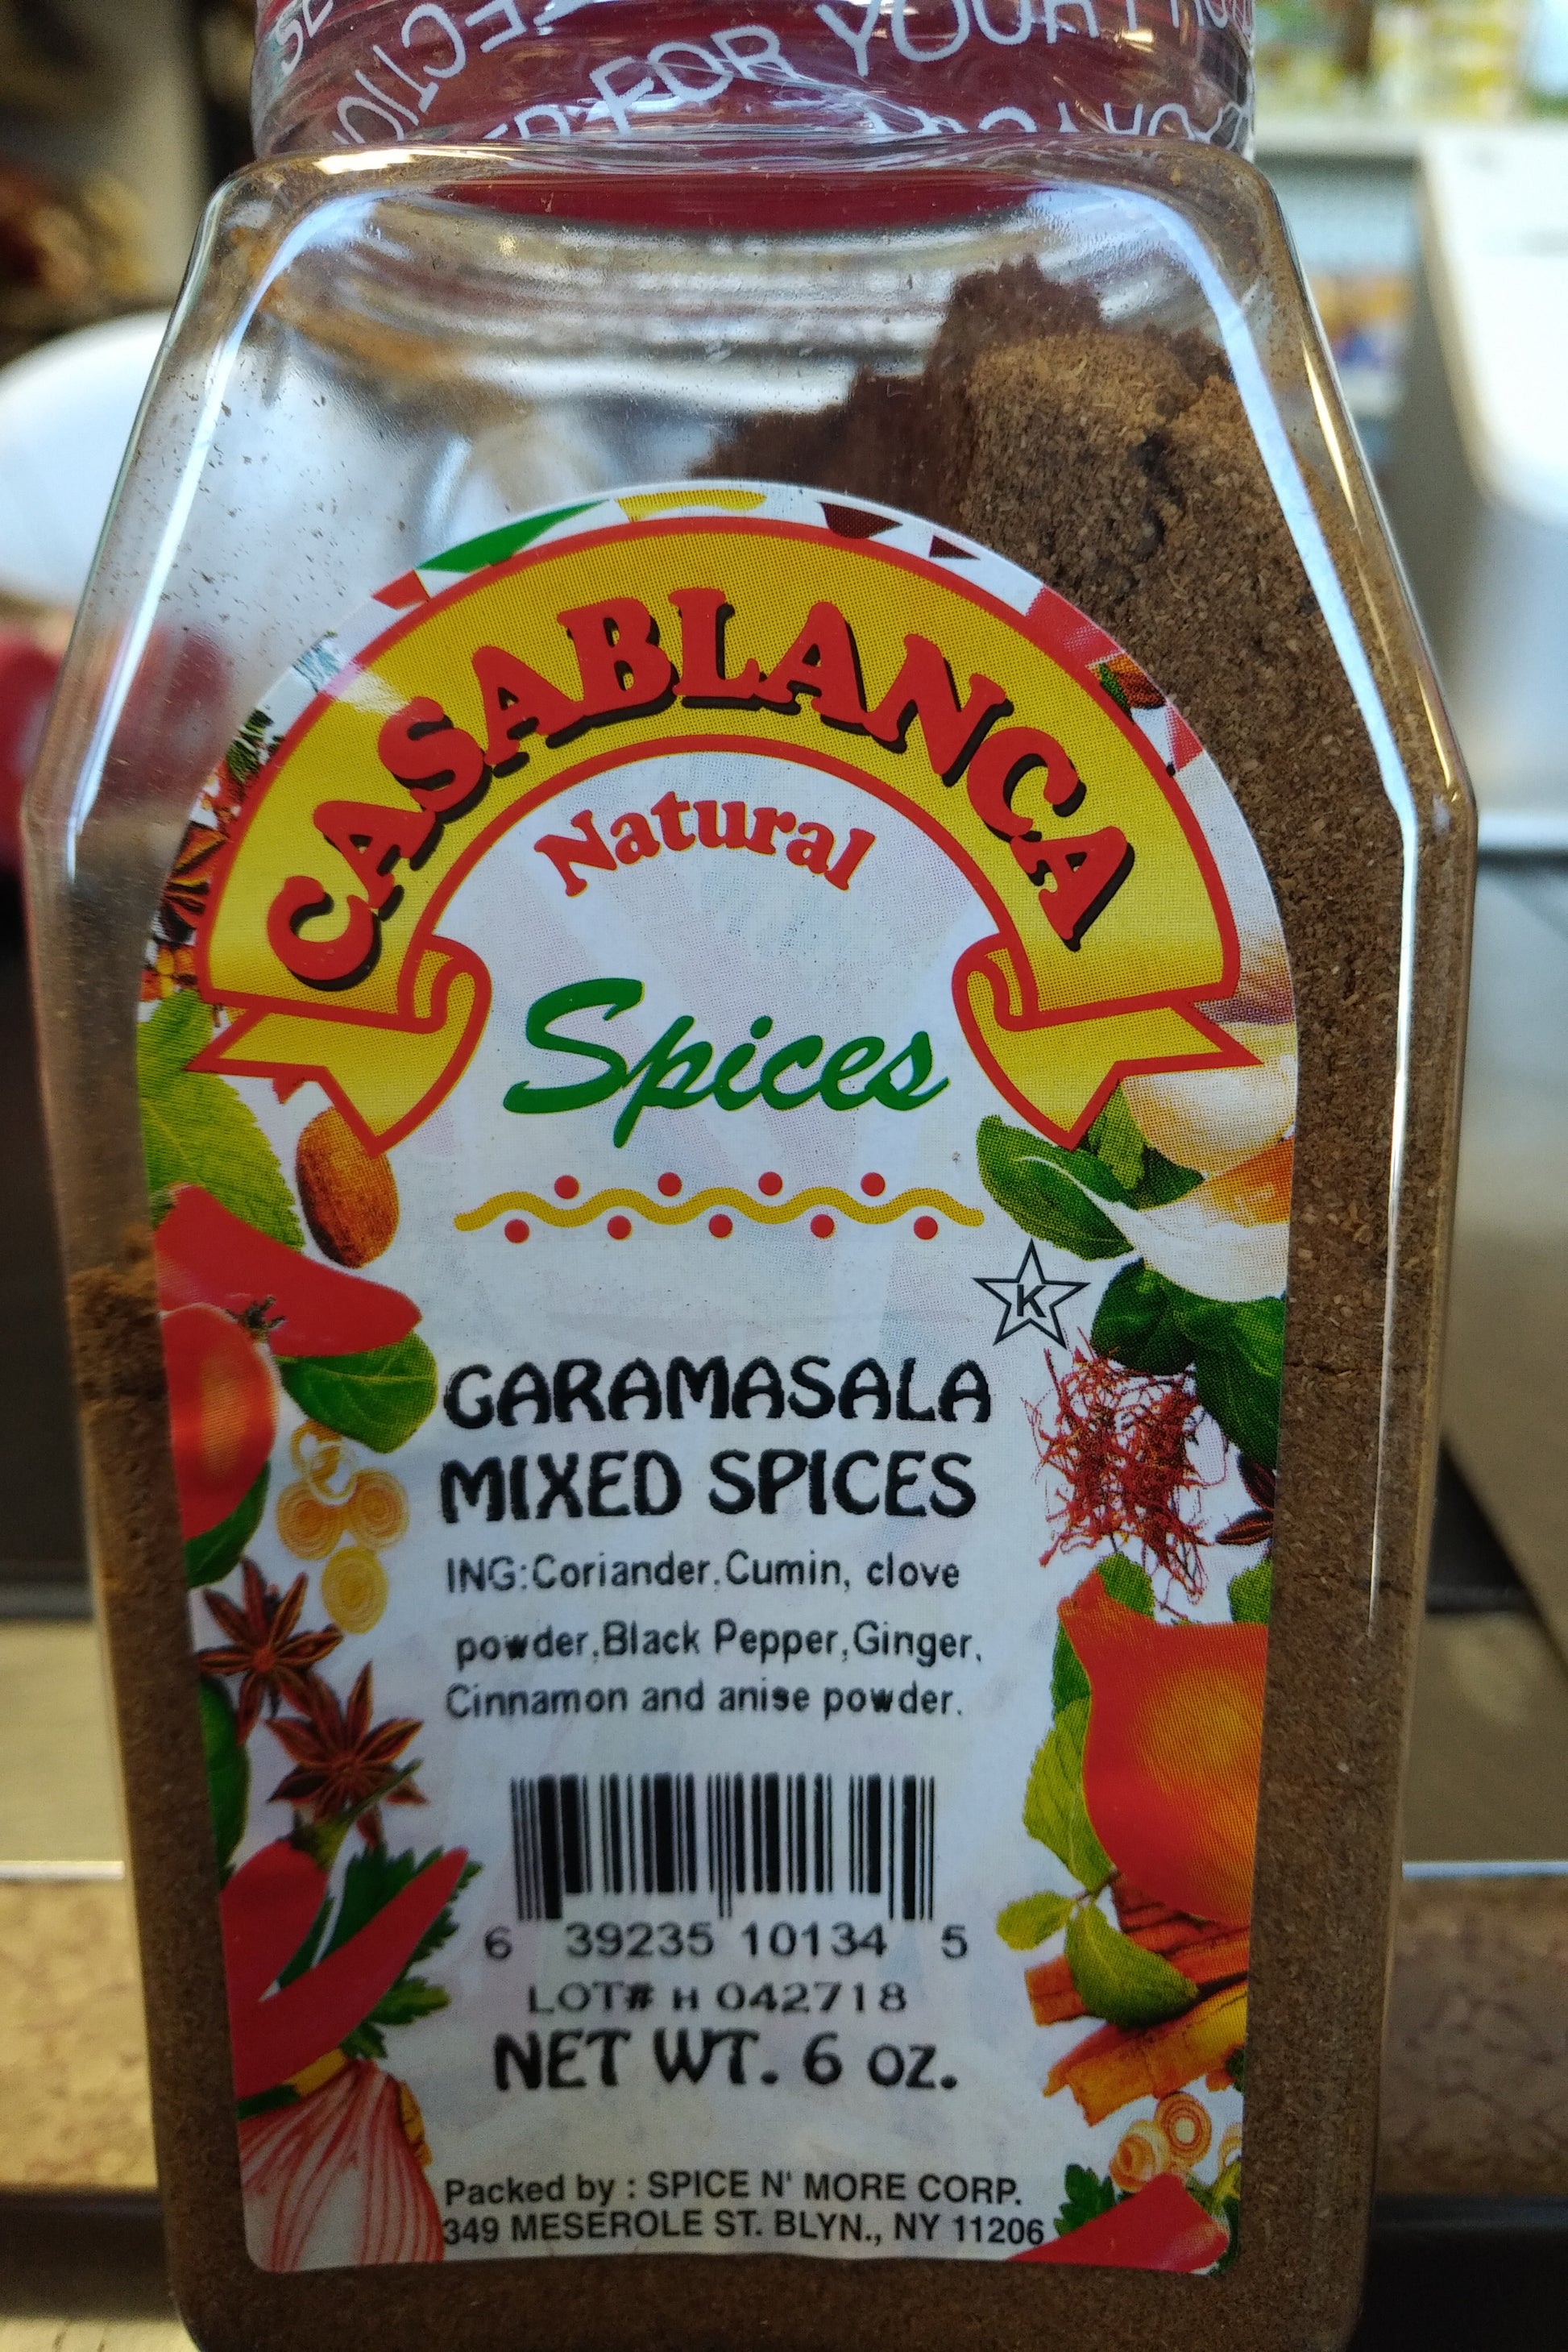 FOR YOUR
CASABLANCA
Natural
Spices
K
GARAMASALA
MIXED SPICES
ING:Coriander,Cumin, clove
powder,Black Pepper,Ginger,
Cinnamon and anise powder.
6 39235 10134 5
LOT# H 042718
NET WT. 6 OZ.
Packed by : SPICE N' MORE CORP.
349 MESEROLE ST. BLYN., NY 11206